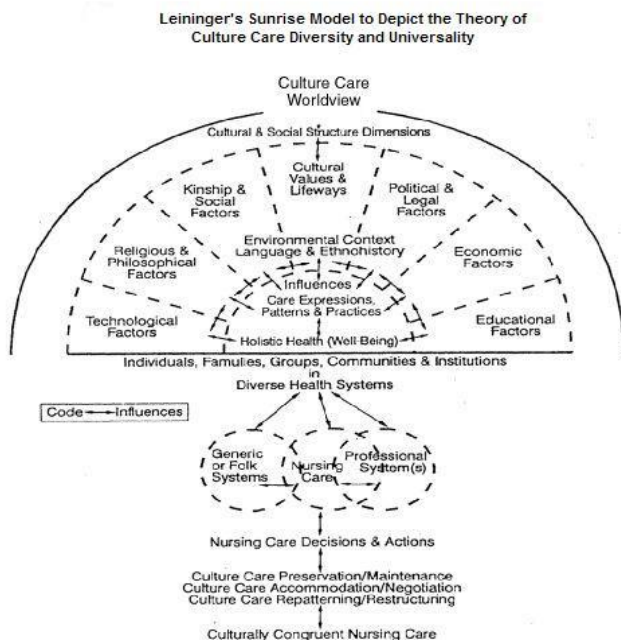 Leininger's Sunrise Model to Depict the Theory of
Culture Care Diversity and Universality
Culture Care
Worldview
Cultural & Social Structure Dimensions
Cultural
Values &
Lifeways
Kinship &
Social
Factors
Political &
Legal
Factors
Religious &
Philosophical
Factors
Environmental Context
Language & Ethnohistory
Economic
Factors
Technological
Factors
Influences
Care Expressions,
Patterns & Practices
Holistic Health (Well-Being)
Educational
Factors
Individuals, Families, Groups, Communities & Institutions
in
Diverse Health Systems
Code Influences
Generic
or Folk
Systems
Nursing
Care
Professional
System(s)
Nursing Care Decisions & Actions
Culture Care Preservation/Maintenance
Culture Care Accommodation/Negotiation
Culture Care Repatterning/Restructuring
Culturally Congruent Nursing Care